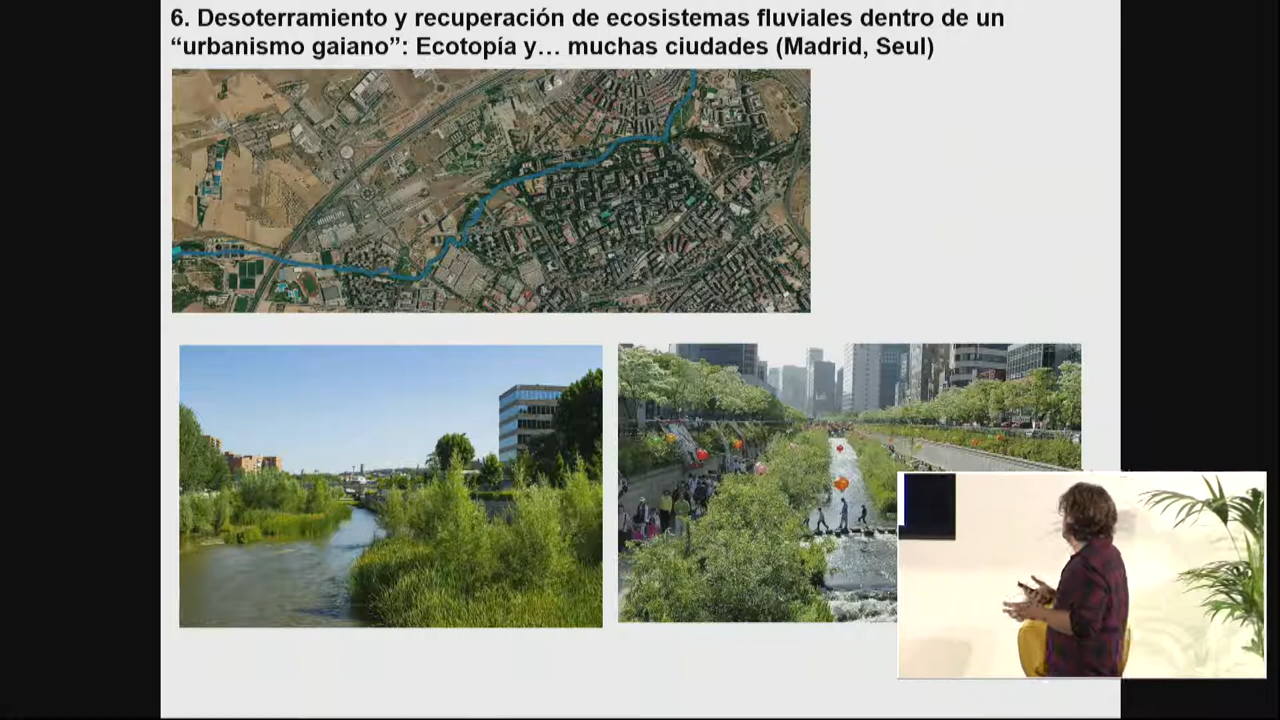 6. Desoterramiento y recuperación de ecosistemas fluviales dentro de un
“urbanismo gaiano”: Ecotopía y… muchas ciudades (Madrid, Seul)